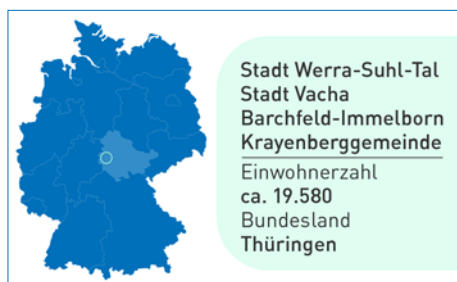 Stadt Werra-Suhl-Tal
Stadt Vacha
Barchfeld-Immelborn
Krayenberggemeinde
Einwohnerzahl
ca. 19.580
Bundesland
Thüringen